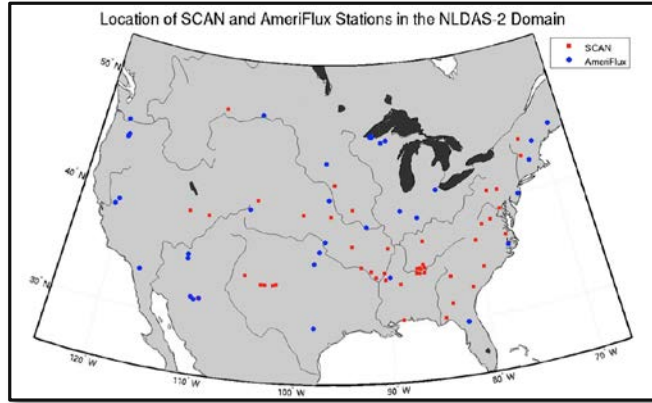 Location of SCAN and AmeriFlux Stations in the NLDAS-2 Domain
SCAN
AmeriFlux
50° N
40° N
30° N
120° W
110° W
100° W
90° W
80° W
70° W